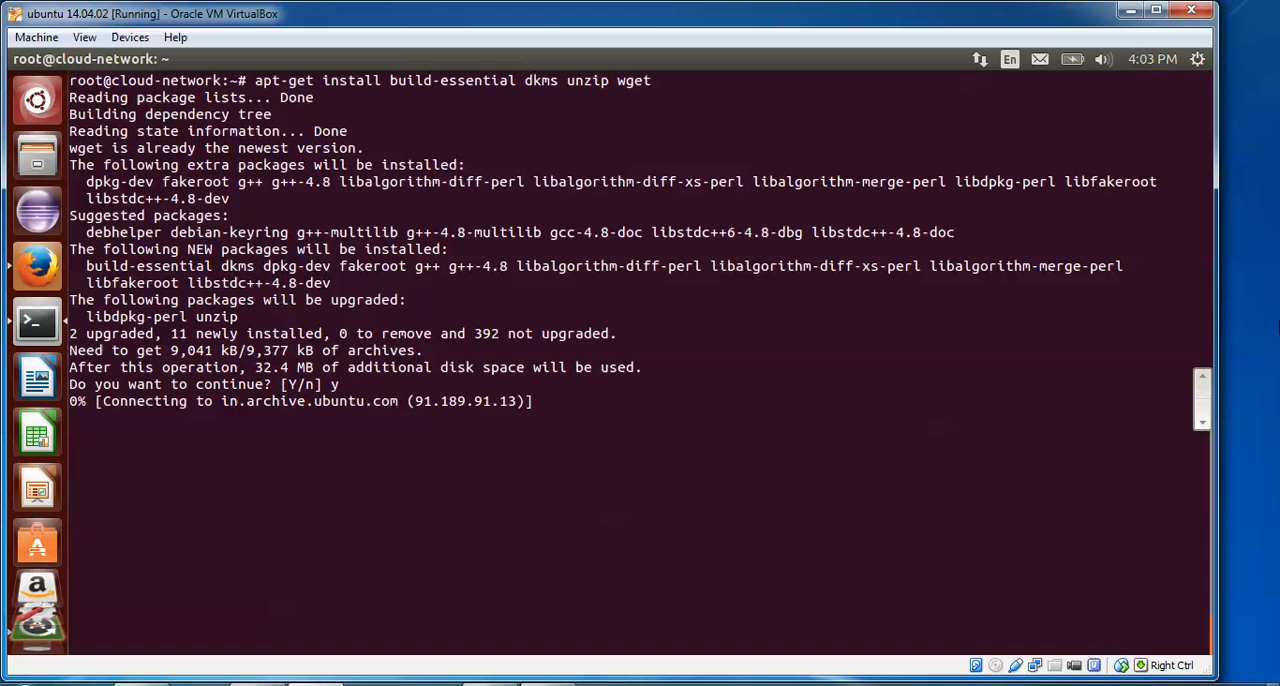 ubuntu 14.04.02 [Running] - Oracle VM VirtualBox
Machine View Devices Help
root@cloud-network: ~
En
4:03 PM
root@cloud-network:~# apt-get install build-essential dkms unzip wget
Reading package lists... Done
Building dependency tree
Reading state information... Done
wget is already the newest version.
The following extra packages will be installed:
dpkg-dev fakeroot g++ g++-4.8 libalgorithm-diff-perl libalgorithm-diff-xs-perl libalgorithm-merge-perl libdpkg-perl libfakeroot
libstdc++-4.8-dev
Suggested packages:
debhelper debian-keyring g++-multilib g++-4.8-multilib gcc-4.8-doc libstdc++6-4.8-dbg libstdc++-4.8-doc
The following NEW packages will be installed:
build-essential dkms dpkg-dev fakeroot g++ g++-4.8 libalgorithm-diff-perl libalgorithm-diff-xs-perl libalgorithm-merge-perl
libfakeroot libstdc++-4.8-dev
The following packages will be upgraded:
libdpkg-perl unzip
2 upgraded, 11 newly installed, 0 to remove and 392 not upgraded.
Need to get 9,041 kB/9,377 kB of archives.
After this operation, 32.4 MB of additional disk space will be used.
Do you want to continue? [Y/n] y
0% [Connecting to in.archive.ubuntu.com (91.189.91.13)]
Right Ctrl